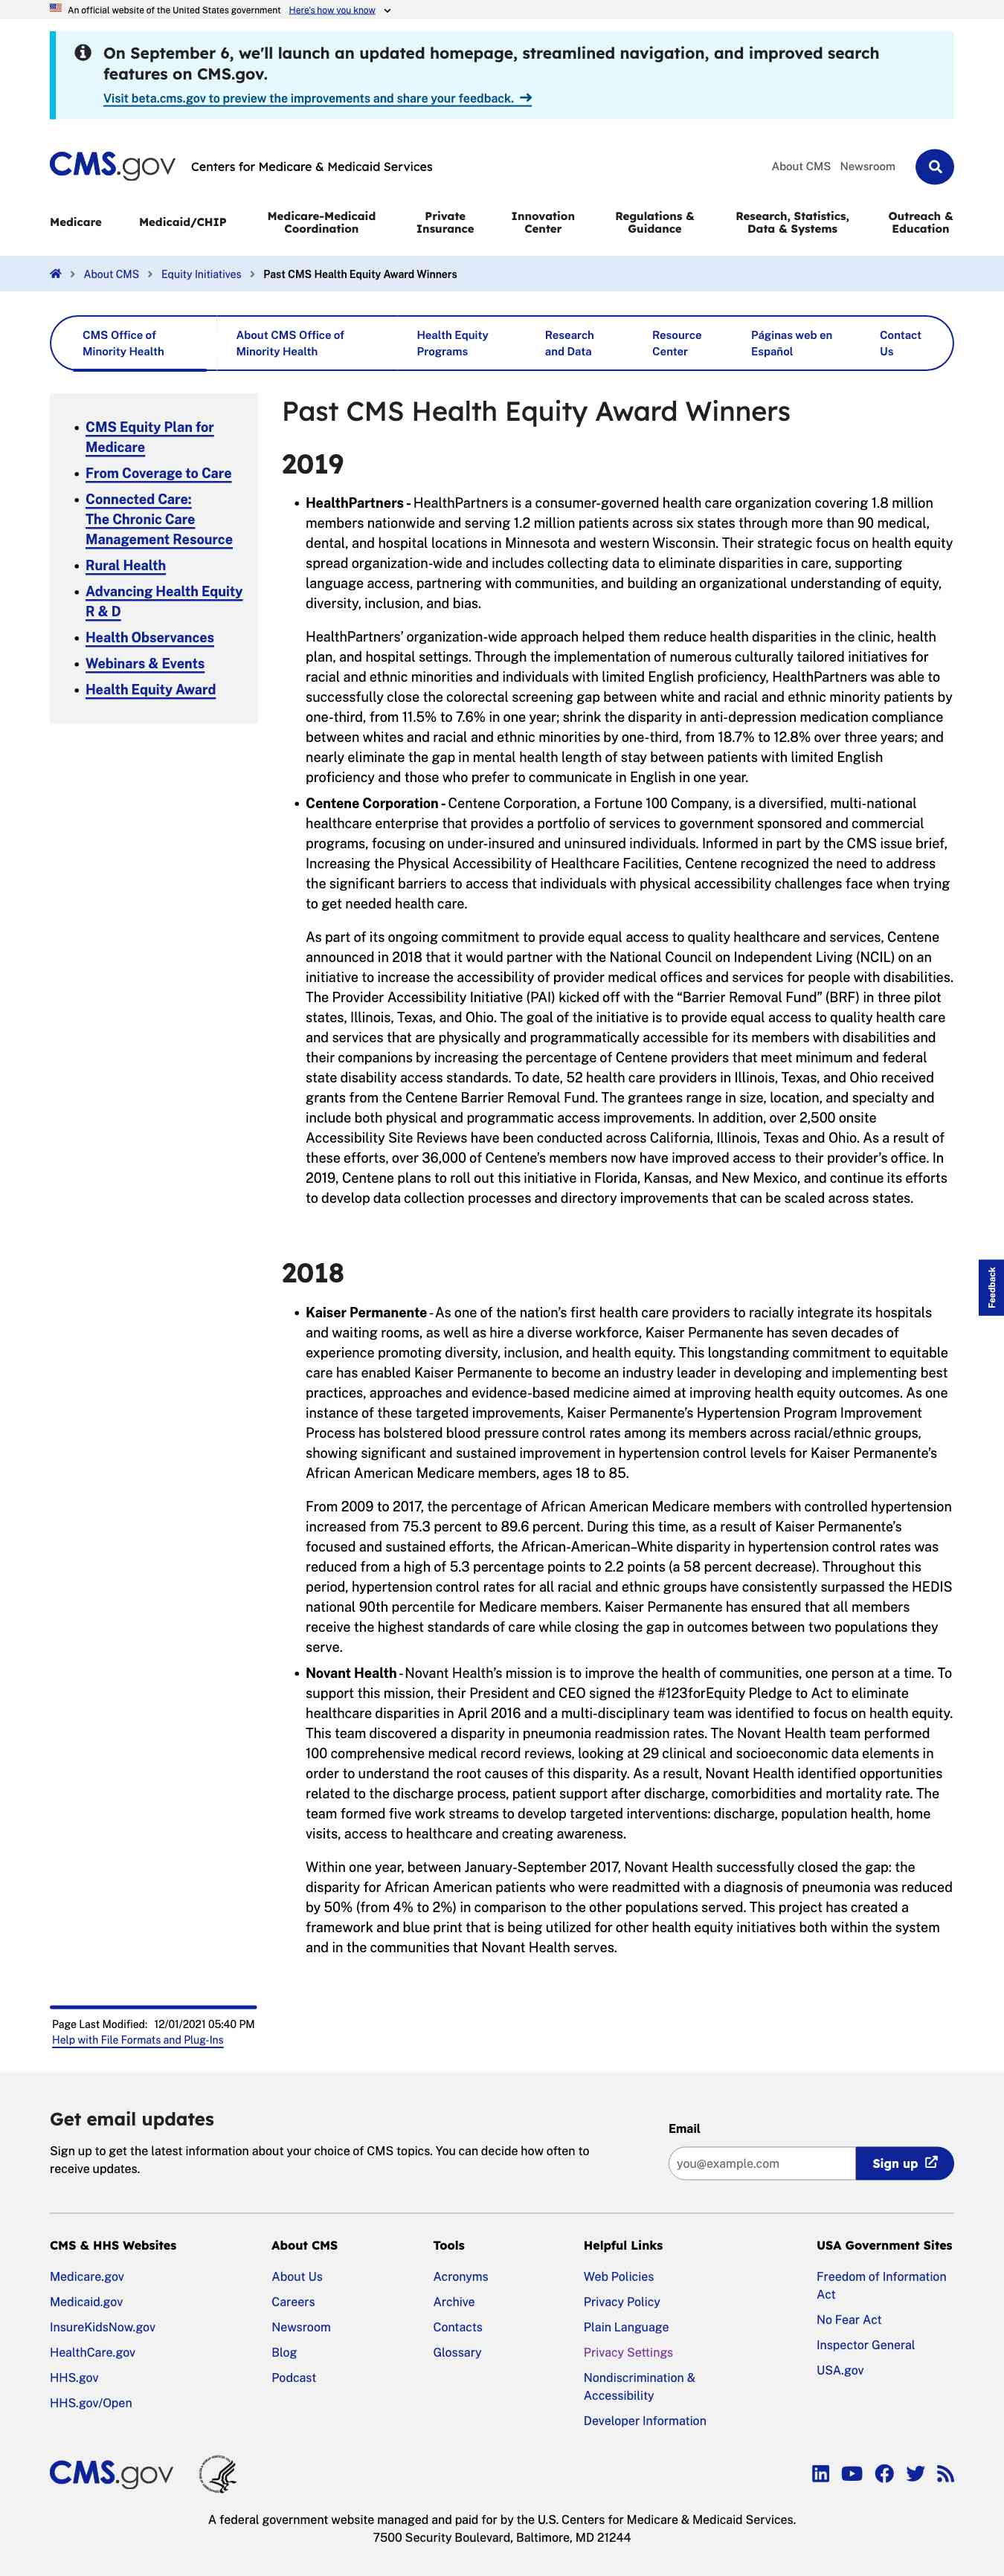 An official website of the United States government Here's how you know
On September 6, we'll launch an updated homepage, streamlined navigation, and improved search
features on CMS.gov.
Visit beta.cms.gov to preview the improvements and share your feedback.
CMS.gov Centers for Medicare & Medicaid Services
About CMS Newsroom
Medicare
Medicaid/CHIP
Medicare-Medicaid
Coordination
Private
Insurance
Innovation
Center
Regulations &
Guidance
Research, Statistics,
Data & Systems
Outreach &
Education
About CMS > Equity Initiatives > Past CMS Health Equity Award Winners
CMS Office of
Minority Health
About CMS Office of
Minority Health
Health Equity
Programs
Research
and Data
Resource
Center
Páginas web en
Español
Contact
Us
• CMS Equity Plan for
Medicare
• From Coverage to Care
• Connected Care:
The Chronic Care
Management Resource
• Rural Health
• Advancing Health Equity
R & D
• Health Observances
• Webinars & Events
• Health Equity Award
Past CMS Health Equity Award Winners
2019
• HealthPartners - HealthPartners is a consumer-governed health care organization covering 1.8 million
members nationwide and serving 1.2 million patients across six states through more than 90 medical,
dental, and hospital locations in Minnesota and western Wisconsin. Their strategic focus on health equity
spread organization-wide and includes collecting data to eliminate disparities in care, supporting
language access, partnering with communities, and building an organizational understanding of equity,
diversity, inclusion, and bias.
HealthPartners' organization-wide approach helped them reduce health disparities in the clinic, health
plan, and hospital settings. Through the implementation of numerous culturally tailored initiatives for
racial and ethnic minorities and individuals with limited English proficiency, HealthPartners was able to
successfully close the colorectal screening gap between white and racial and ethnic minority patients by
one-third, from 11.5% to 7.6% in one year; shrink the disparity in anti-depression medication compliance
between whites and racial and ethnic minorities by one-third, from 18.7% to 12.8% over three years; and
nearly eliminate the gap in mental health length of stay between patients with limited English
proficiency and those who prefer to communicate in English in one year.
• Centene Corporation - Centene Corporation, a Fortune 100 Company, is a diversified, multi-national
healthcare enterprise that provides a portfolio of services to government sponsored and commercial
programs, focusing on under-insured and uninsured individuals. Informed in part by the CMS issue brief,
Increasing the Physical Accessibility of Healthcare Facilities, Centene recognized the need to address
the significant barriers to access that individuals with physical accessibility challenges face when trying
to get needed health care.
As part of its ongoing commitment to provide equal access to quality healthcare and services, Centene
announced in 2018 that it would partner with the National Council on Independent Living (NCIL) on an
initiative to increase the accessibility of provider medical offices and services for people with disabilities.
The Provider Accessibility Initiative (PAI) kicked off with the “Barrier Removal Fund” (BRF) in three pilot
states, Illinois, Texas, and Ohio. The goal of the initiative is to provide equal access to quality health care
and services that are physically and programmatically accessible for its members with disabilities and
their companions by increasing the percentage of Centene providers that meet minimum and federal
state disability access standards. To date, 52 health care providers in Illinois, Texas, and Ohio received
grants from the Centene Barrier Removal Fund. The grantees range in size, location, and specialty and
include both physical and programmatic access improvements. In addition, over 2,500 onsite
Accessibility Site Reviews have been conducted across California, Illinois, Texas and Ohio. As a result of
these efforts, over 36,000 of Centene's members now have improved access to their provider's office. In
2019, Centene plans to roll out this initiative in Florida, Kansas, and New Mexico, and continue its efforts
to develop data collection processes and directory improvements that can be scaled across states.
2018
• Kaiser Permanente - As one of the nation's first health care providers to racially integrate its hospitals
and waiting rooms, as well as hire a diverse workforce, Kaiser Permanente has seven decades of
experience promoting diversity, inclusion, and health equity. This longstanding commitment to equitable
care has enabled Kaiser Permanente to become an industry leader in developing and implementing best
practices, approaches and evidence-based medicine aimed at improving health equity outcomes. As one
instance of these targeted improvements, Kaiser Permanente's Hypertension Program Improvement
Process has bolstered blood pressure control rates among its members across racial/ethnic groups,
showing significant and sustained improvement in hypertension control levels for Kaiser Permanente's
African American Medicare members, ages 18 to 85.
From 2009 to 2017, the percentage of African American Medicare members with controlled hypertension
increased from 75.3 percent to 89.6 percent. During this time, as a result of Kaiser Permanente's
focused and sustained efforts, the African-American–White disparity in hypertension control rates was
reduced from a high of 5.3 percentage points to 2.2 points (a 58 percent decrease). Throughout this
period, hypertension control rates for all racial and ethnic groups have consistently surpassed the HEDIS
national 90th percentile for Medicare members. Kaiser Permanente has ensured that all members
receive the highest standards of care while closing the gap in outcomes between two populations they
serve.
• Novant Health - Novant Health's mission is to improve the health of communities, one person at a time. To
support this mission, their President and CEO signed the #123forEquity Pledge to Act to eliminate
healthcare disparities in April 2016 and a multi-disciplinary team was identified to focus on health equity.
This team discovered a disparity in pneumonia readmission rates. The Novant Health team performed
100 comprehensive medical record reviews, looking at 29 clinical and socioeconomic data elements in
order to understand the root causes of this disparity. As a result, Novant Health identified opportunities
related to the discharge process, patient support after discharge, comorbidities and mortality rate. The
team formed five work streams to develop targeted interventions: discharge, population health, home
visits, access to healthcare and creating awareness.
Within one year, between January-September 2017, Novant Health successfully closed the gap: the
disparity for African American patients who were readmitted with a diagnosis of pneumonia was reduced
by 50% (from 4% to 2%) in comparison to the other populations served. This project has created a
framework and blue print that is being utilized for other health equity initiatives both within the system
and in the communities that Novant Health serves.
Feedback
Page Last Modified: 12/01/2021 05:40 PM
Help with File Formats and Plug-Ins
Get email updates
Sign up to get the latest information about your choice of CMS topics. You can decide how often to
receive updates.
Email
you@example.com
Sign up
CMS & HHS Websites
Medicare.gov
Medicaid.gov
InsureKidsNow.gov
HealthCare.gov
HHS.gov
HHS.gov/Open
About CMS
About Us
Careers
Newsroom
Blog
Podcast
Tools
Acronyms
Archive
Contacts
Glossary
Helpful Links
Web Policies
Privacy Policy
Plain Language
Privacy Settings
Nondiscrimination &
Accessibility
Developer Information
USA Government Sites
Freedom of Information
Act
No Fear Act
Inspector General
USA.gov
CMS.gov
A federal government website managed and paid for by the U.S. Centers for Medicare & Medicaid Services.
7500 Security Boulevard, Baltimore, MD 21244